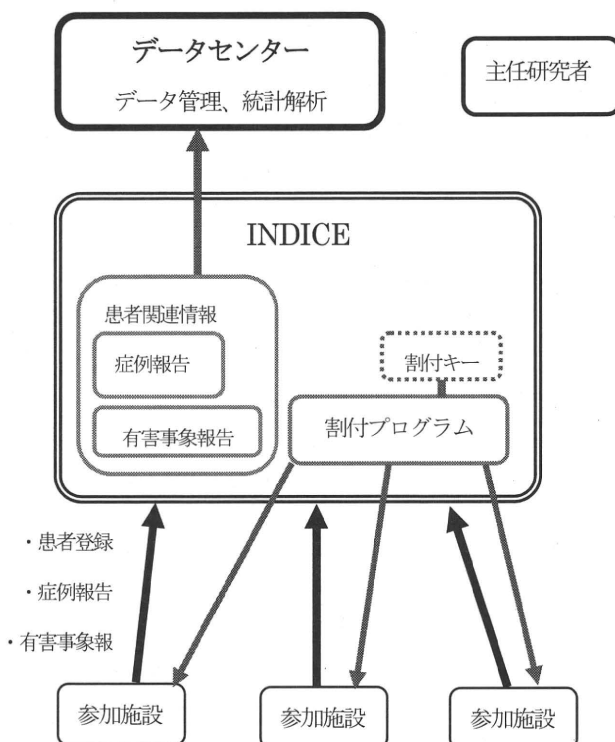 データセンター
データ管理、統計解析
主任研究者
INDICE
患者関連情報
症例報告
有害事象報告
割付キー
割付プログラム
・患者登録
・症例報告
・有害事象報
参加施設
参加施設
参加施設